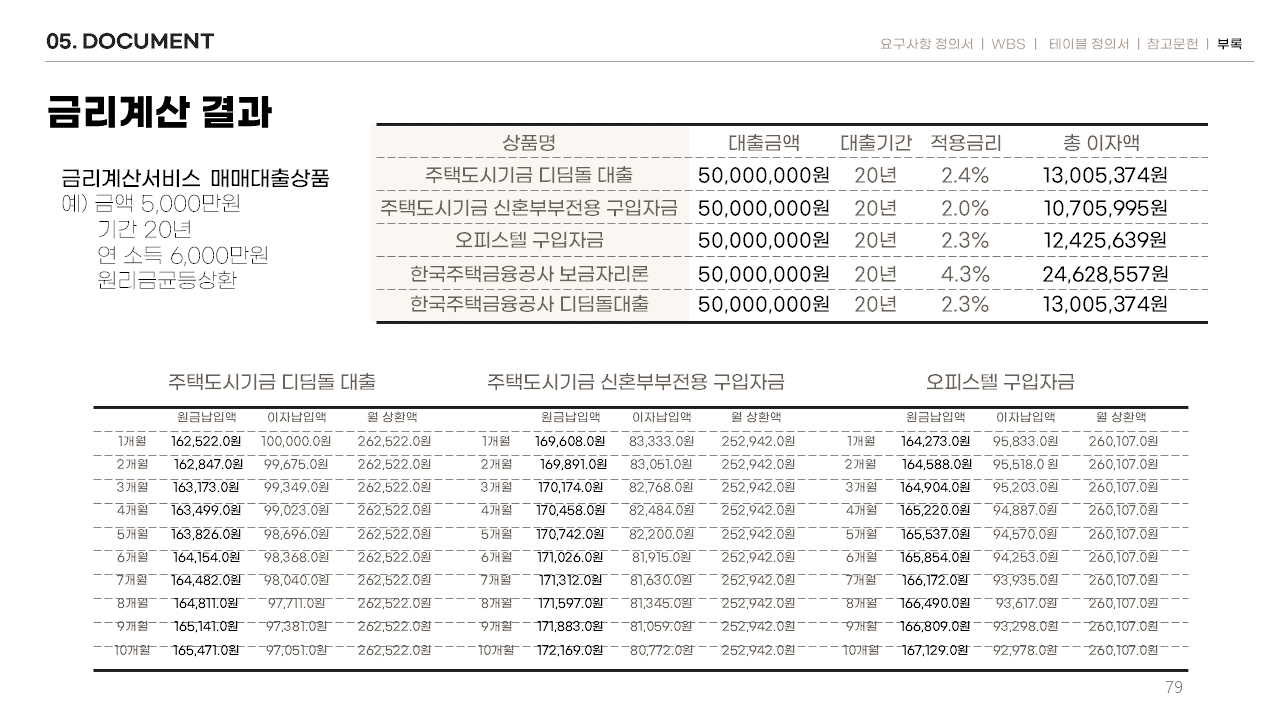 05. DOCUMENT
요구사항 정의서 | WBS | 테이블 정의서 | 참고문헌 | 부록
금리계산 결과
금리계산서비스 매매대출상품
예) 금액 5,000만원
기간 20년
연 소득 6,000만원
원리금균등상환
상품명 대출금액 대출기간 적용금리 총 이자액
주택도시기금 디딤돌 대출 50,000,000원 20년 2.4% 13,005,374원
주택도시기금 신혼부부전용 구입자금 50,000,000원 20년 2.0% 10,705,995원
오피스텔 구입자금 50,000,000원 20년 2.3% 12,425,639원
한국주택금융공사 보금자리론 50,000,000원 20년 4.3% 24,628,557원
한국주택금융공사 디딤돌대출 50,000,000원 20년 2.3% 13,005,374원
주택도시기금 디딤돌 대출 주택도시기금 신혼부부전용 구입자금 오피스텔 구입자금
원금납입액 이자납입액 월 상환액 원금납입액 이자납입액 월 상환액 원금납입액 이자납입액 월 상환액
1개월 162,522.0원 100,000.0원 262,522.0원 1개월 169,608.0원 83,333.0원 252,942.0원 1개월 164,273.0원 95,833.0원 260,107.0원
2개월 162,847.0원 99,675.0원 262,522.0원 2개월 169,891.0원 83,051.0원 252,942.0원 2개월 164,588.0원 95,518.0 원 260,107.0원
3개월 163,173.0원 99,349.0원 262,522.0원 3개월 170,174.0원 82,768.0원 252,942.0원 3개월 164,904.0원 95,203.0원 260,107.0원
4개월 163,499.0원 99,023.0원 262,522.0원 4개월 170,458.0원 82,484.0원 252,942.0원 4개월 165,220.0원 94,887.0원 260,107.0원
5개월 163,826.0원 98,696.0원 262,522.0원 5개월 170,742.0원 82,200.0원 252,942.0원 5개월 165,537.0원 94,570.0원 260,107.0원
6개월 164,154.0원 98,368.0원 262,522.0원 6개월 171,026.0원 81,915.0원 252,942.0원 6개월 165,854.0원 94,253.0원 260,107.0원
7개월 164,482.0원 98,040.0원 262,522.0원 7개월 171,312.0원 81,630.0원 252,942.0원 7개월 166,172.0원 93,935.0원 260,107.0원
8개월 164,811.0원 97,711.0원 262,522.0원 8개월 171,597.0원 81,345.0원 252,942.0원 8개월 166,490.0원 93,617.0원 260,107.0원
9개월 165,141.0원 97,381.0원 262,522.0원 9개월 171,883.0원 81,059.0원 252,942.0원 9개월 166,809.0원 93,298.0원 260,107.0원
10개월 165,471.0원 97,051.0원 262,522.0원 10개월 172,169.0원 80,772.0원 252,942.0원 10개월 167,129.0원 92,978.0원 260,107.0원
79